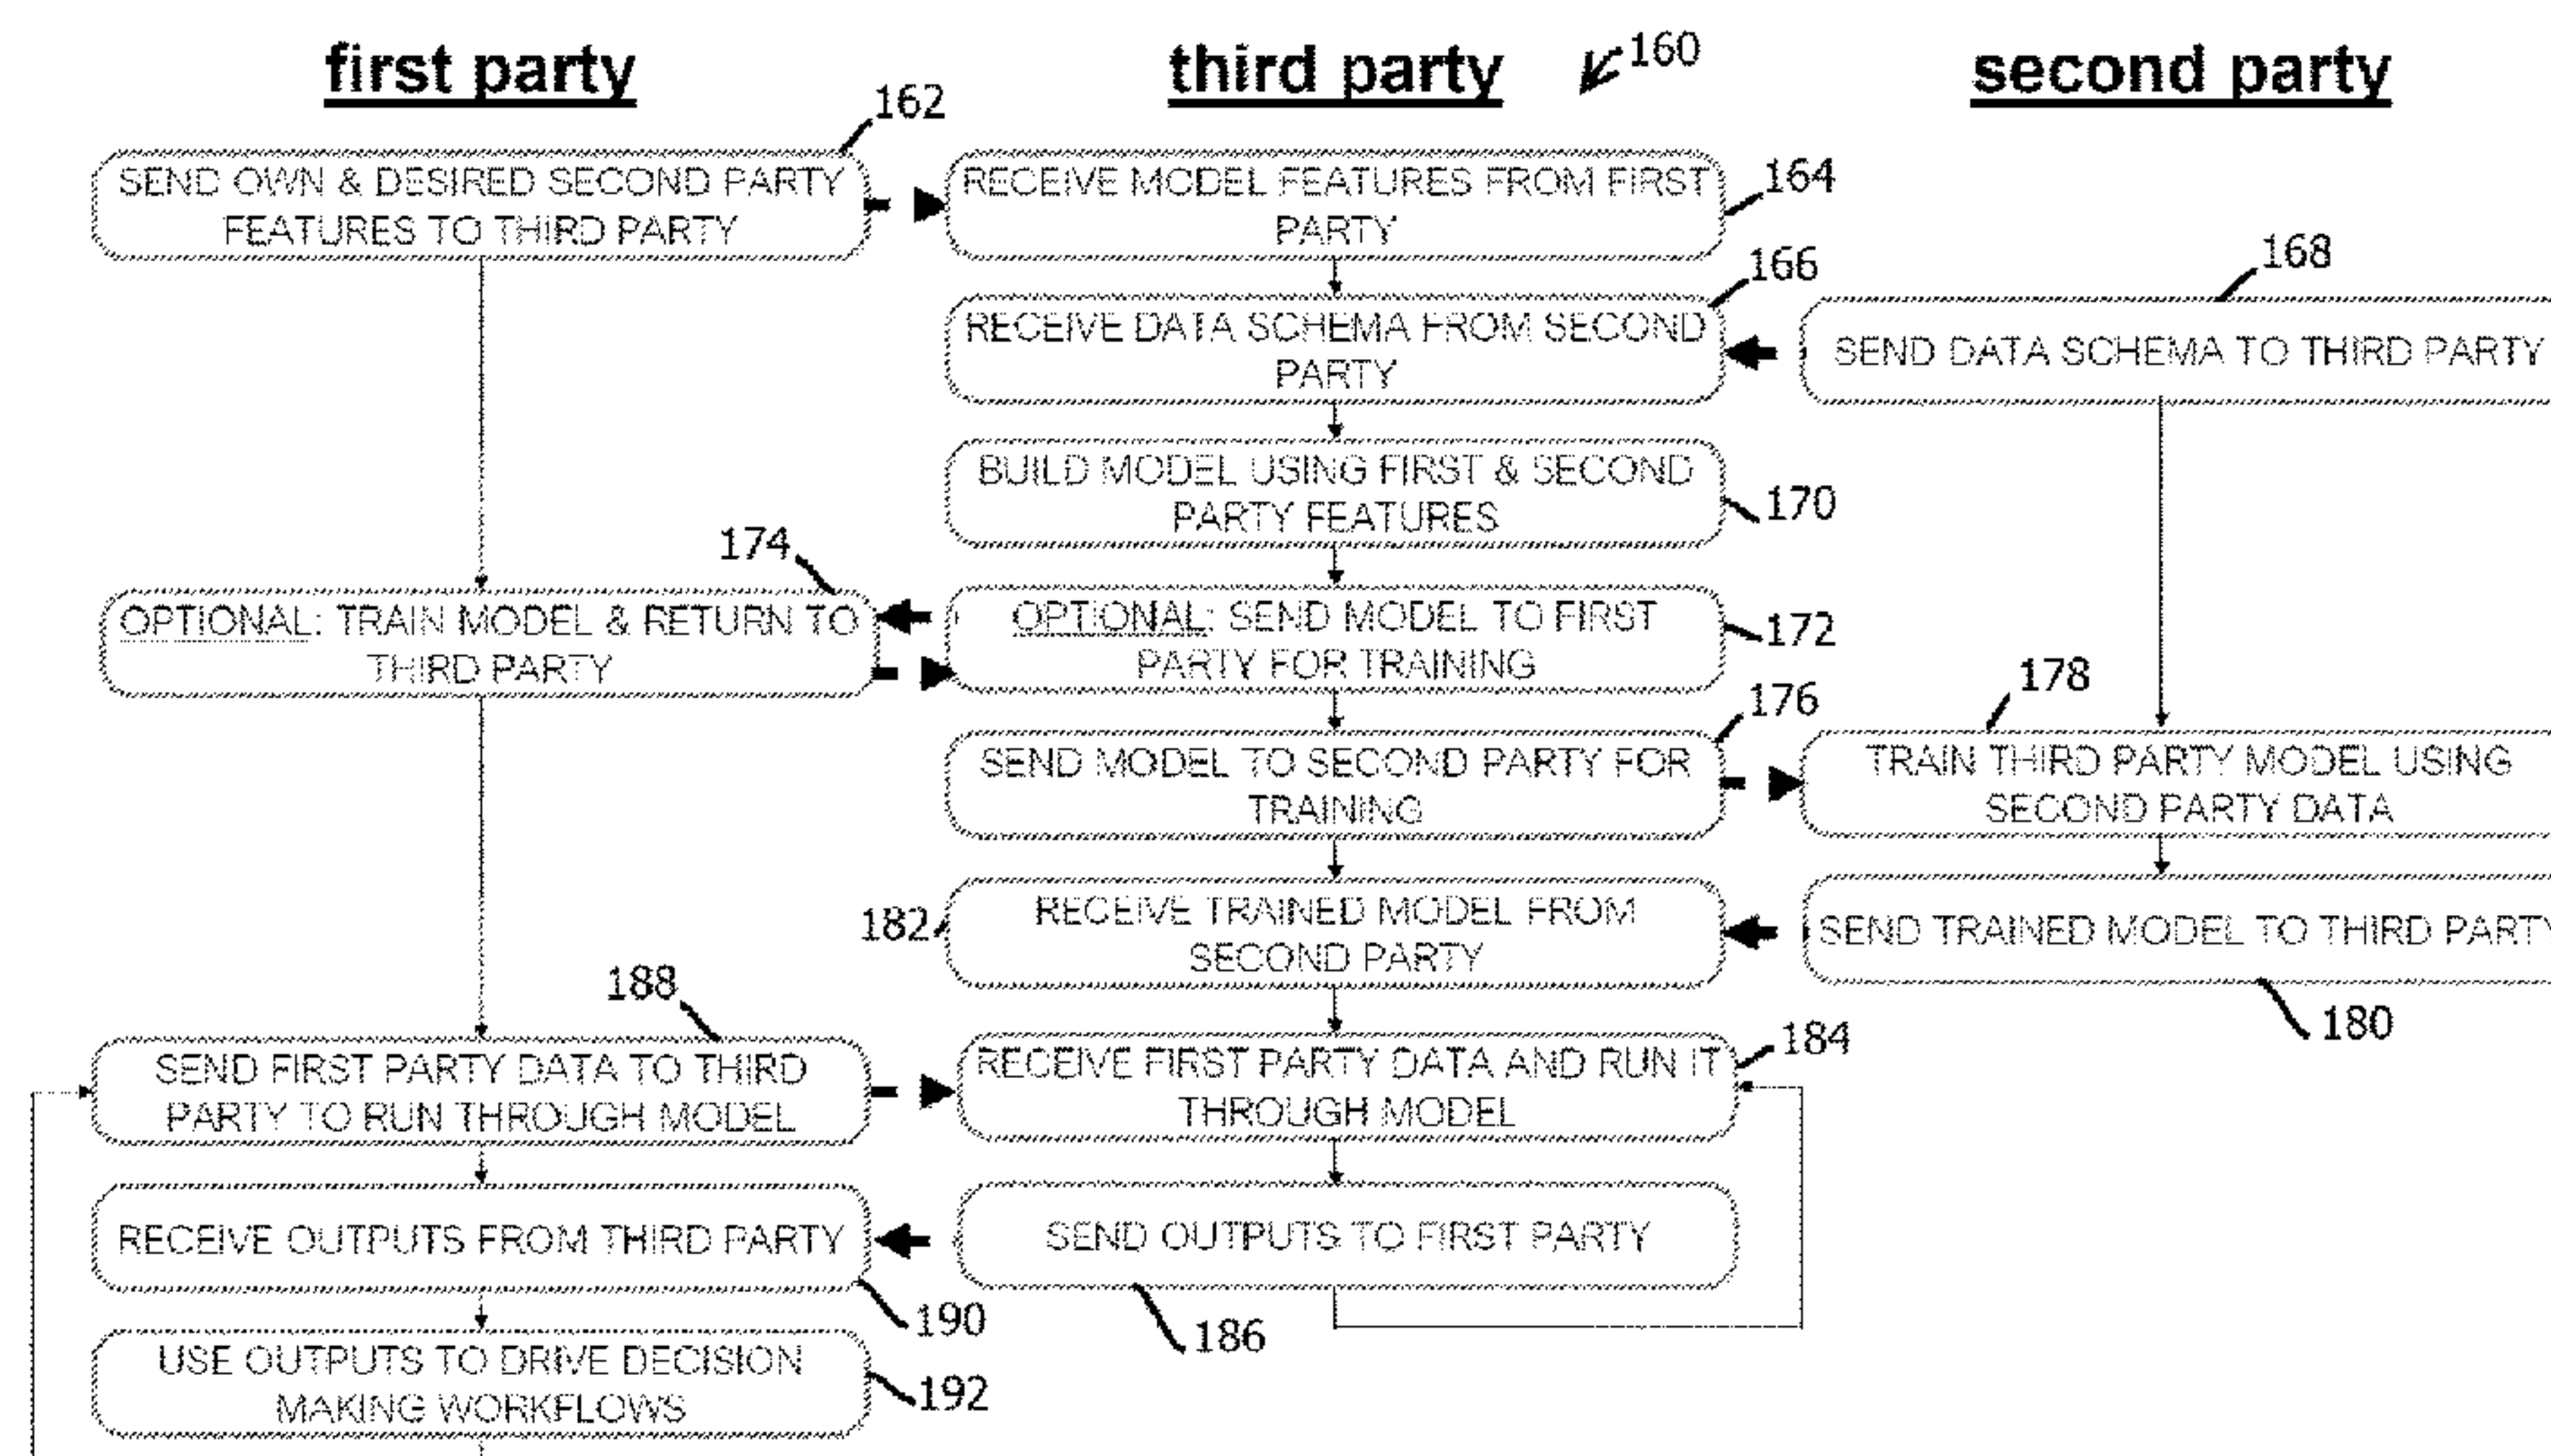 first party
third party
160
second party
162
SEND OWN & DESIRED SECOND PARTY
FEATURES TO THIRD PARTY
RECEIVE MODEL FEATURES FROM FIRST
PARTY
164
166
RECEIVE DATA SCHEMA FROM SECOND
PARTY
168
SEND DATA SCHEMA TO THIRD PARTY
BUILD MODEL USING FIRST & SECOND
PARTY FEATURES
170
174
OPTIONAL: TRAIN MODEL & RETURN TO
THIRD PARTY
OPTIONAL: SEND MODEL TO FIRST
PARTY FOR TRAINING
172
176
SEND MODEL TO SECOND PARTY FOR
TRAINING
178
TRAIN THIRD PARTY MODEL USING
SECOND PARTY DATA
182
RECEIVE TRAINED MODEL FROM
SECOND PARTY
SEND TRAINED MODEL TO THIRD PARTY
180
188
SEND FIRST PARTY DATA TO THIRD
PARTY TO RUN THROUGH MODEL
RECEIVE FIRST PARTY DATA AND RUN IT
THROUGH MODEL
184
RECEIVE OUTPUTS FROM THIRD PARTY
190
SEND OUTPUTS TO FIRST PARTY
186
USE OUTPUTS TO DRIVE DECISION
MAKING WORKFLOWS
192